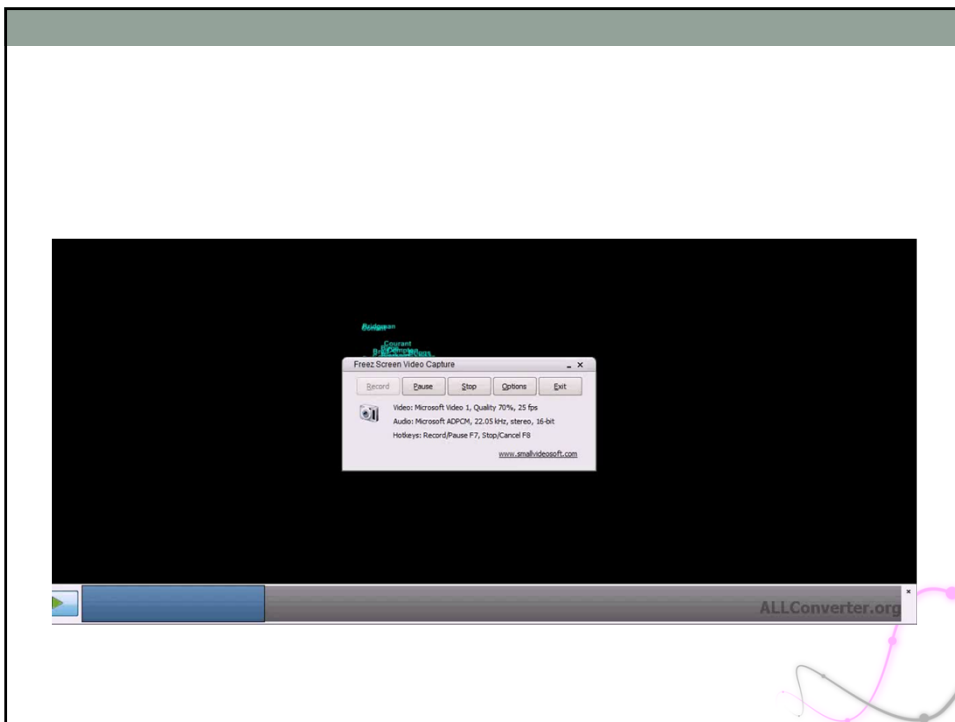 Courant
Freez Screen Video Capture
Record Pause Stop Options Exit
Video: Microsoft Video 1, Quality 70%, 25 fps
Audio: Microsoft ADPCM, 22.05 kHz, stereo, 16-bit
Hotkeys: Record/Pause F7, Stop/Cancel F8
www.smallvideosoft.com
ALLConverter.org